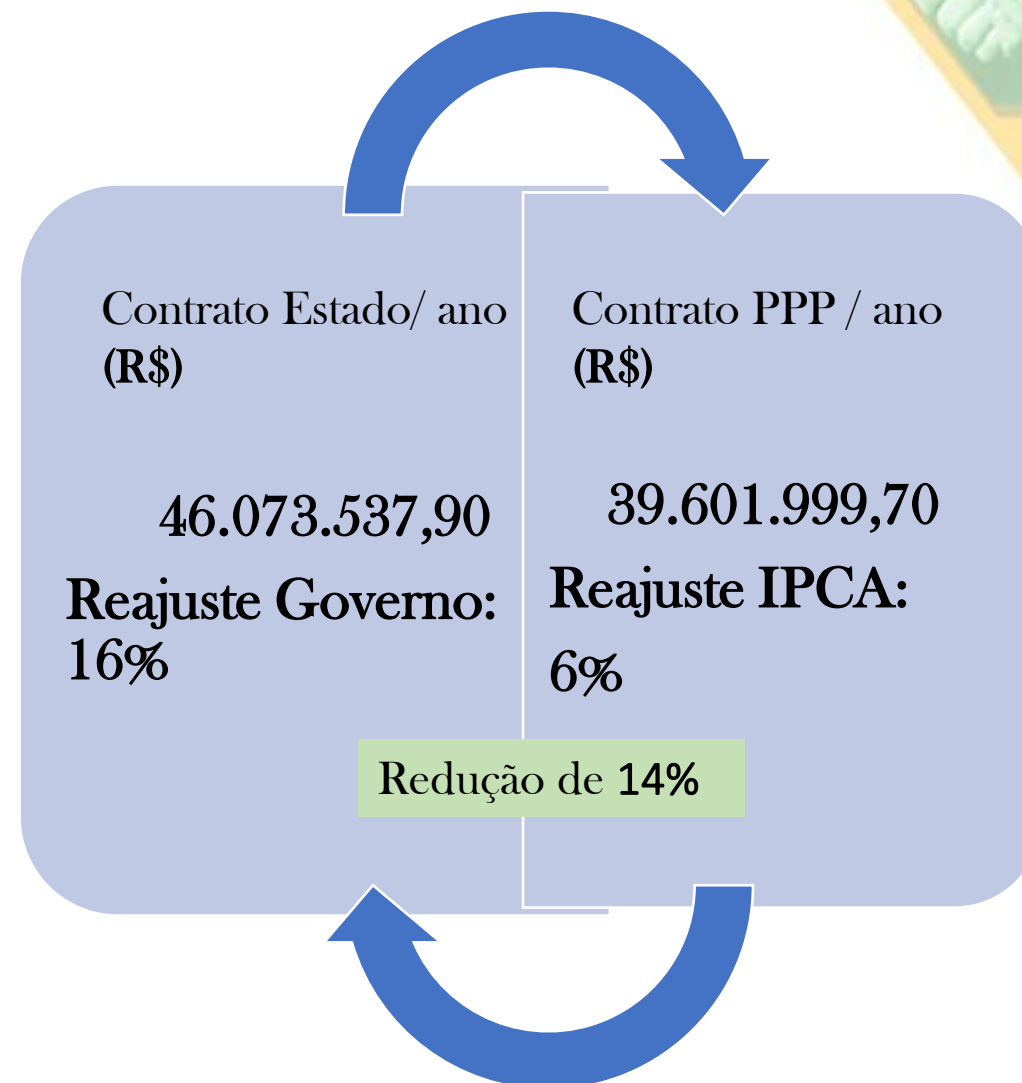 Contrato Estado/ ano
(R$)
46.073.537,90
Reajuste Governo:
16%
Contrato PPP / ano
(R$)
39.601.999,70
Reajuste IPCA:
6%
Redução de 14%